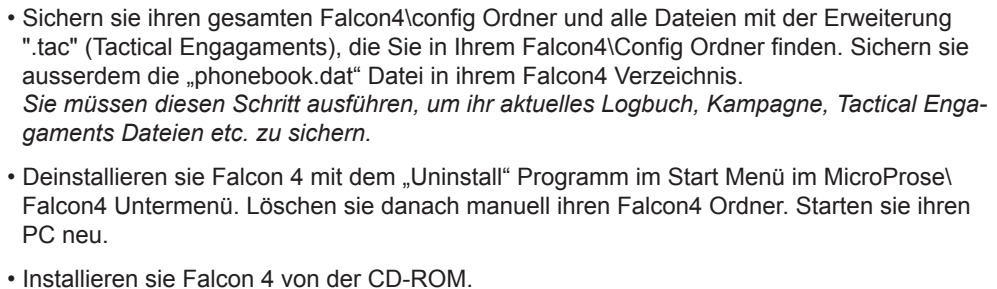 • Sichern sie ihren gesamten Falcon4\config Ordner und alle Dateien mit der Erweiterung
".tac" (Tactical Engagaments), die Sie in Ihrem Falcon4\Config Ordner finden. Sichern sie
ausserdem die „phonebook.dat“ Datei in ihrem Falcon4 Verzeichnis.
Sie müssen diesen Schritt ausführen, um ihr aktuelles Logbuch, Kampagne, Tactical Enga-
gaments Dateien etc. zu sichern.
• Deinstallieren sie Falcon 4 mit dem „Uninstall“ Programm im Start Menü im MicroProse\
Falcon4 Untermenü. Löschen sie danach manuell ihren Falcon4 Ordner. Starten sie ihren
PC neu.
• Installieren sie Falcon 4 von der CD-ROM.